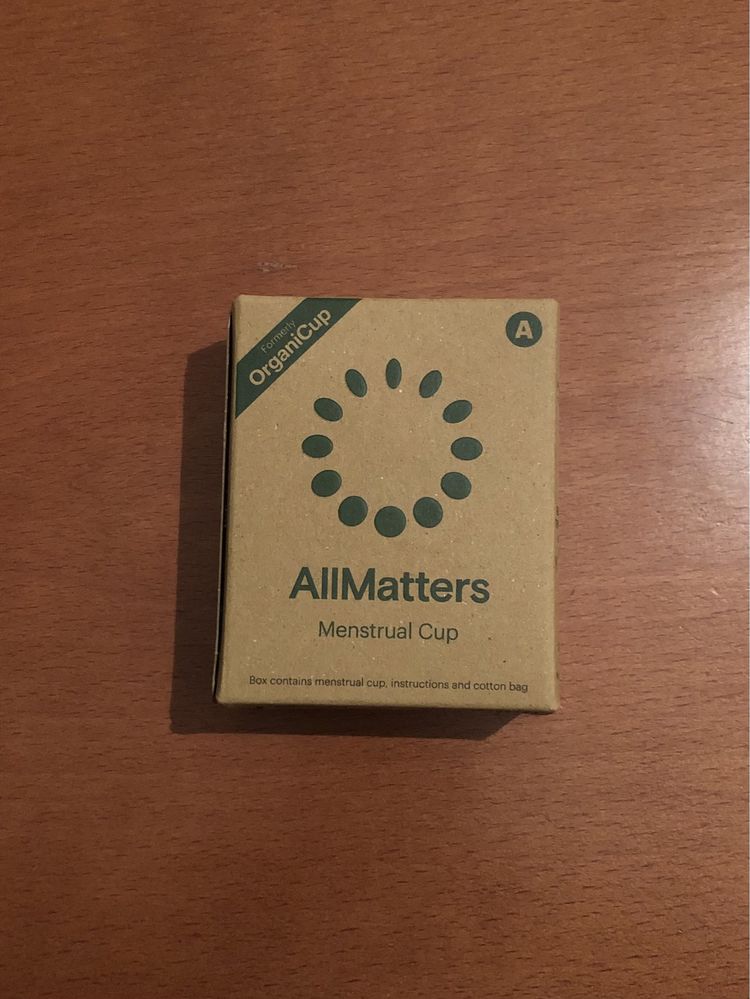 Formerly
OrganiCup
A
AllMatters
Menstrual Cup
Box contains menstrual cup, instructions and cotton bag